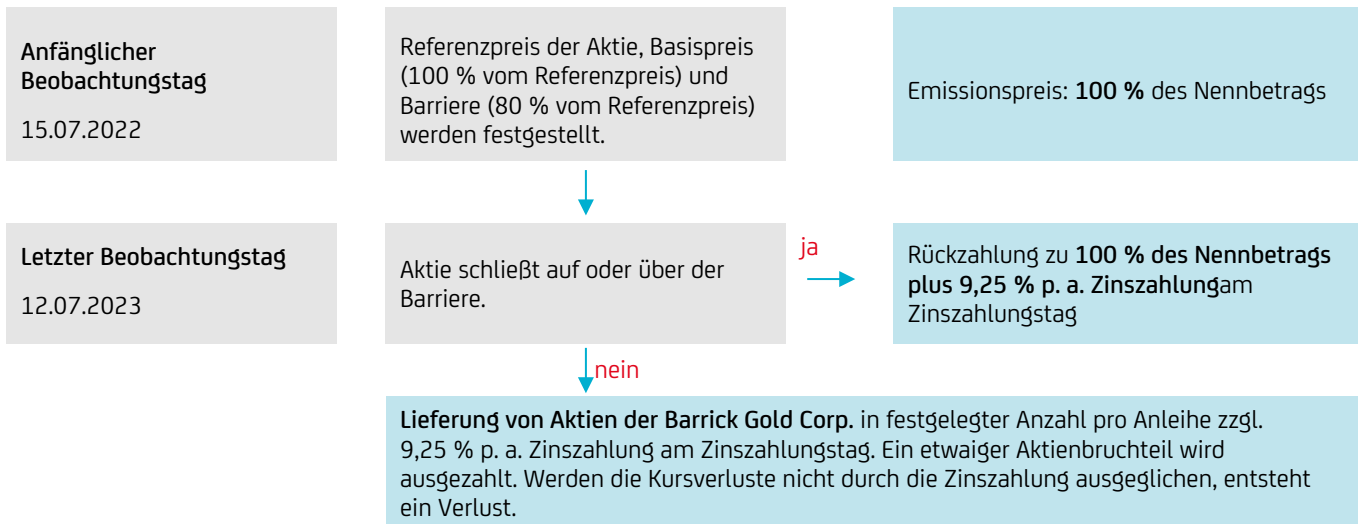 Anfänglicher
Beobachtungstag
15.07.2022
Referenzpreis der Aktie, Basispreis
(100 % vom Referenzpreis) und
Barriere (80 % vom Referenzpreis)
werden festgestellt.
Emissionspreis: 100 % des Nennbetrags
Letzter Beobachtungstag
12.07.2023
Aktie schließt auf oder über der
Barriere.
ja
Rückzahlung zu 100 % des Nennbetrags
plus 9,25 % p. a. Zinszahlungam
Zinszahlungstag
nein
Lieferung von Aktien der Barrick Gold Corp. in festgelegter Anzahl pro Anleihe zzgl.
9,25 % p. a. Zinszahlung am Zinszahlungstag. Ein etwaiger Aktienbruchteil wird
ausgezahlt. Werden die Kursverluste nicht durch die Zinszahlung ausgeglichen, entsteht
ein Verlust.